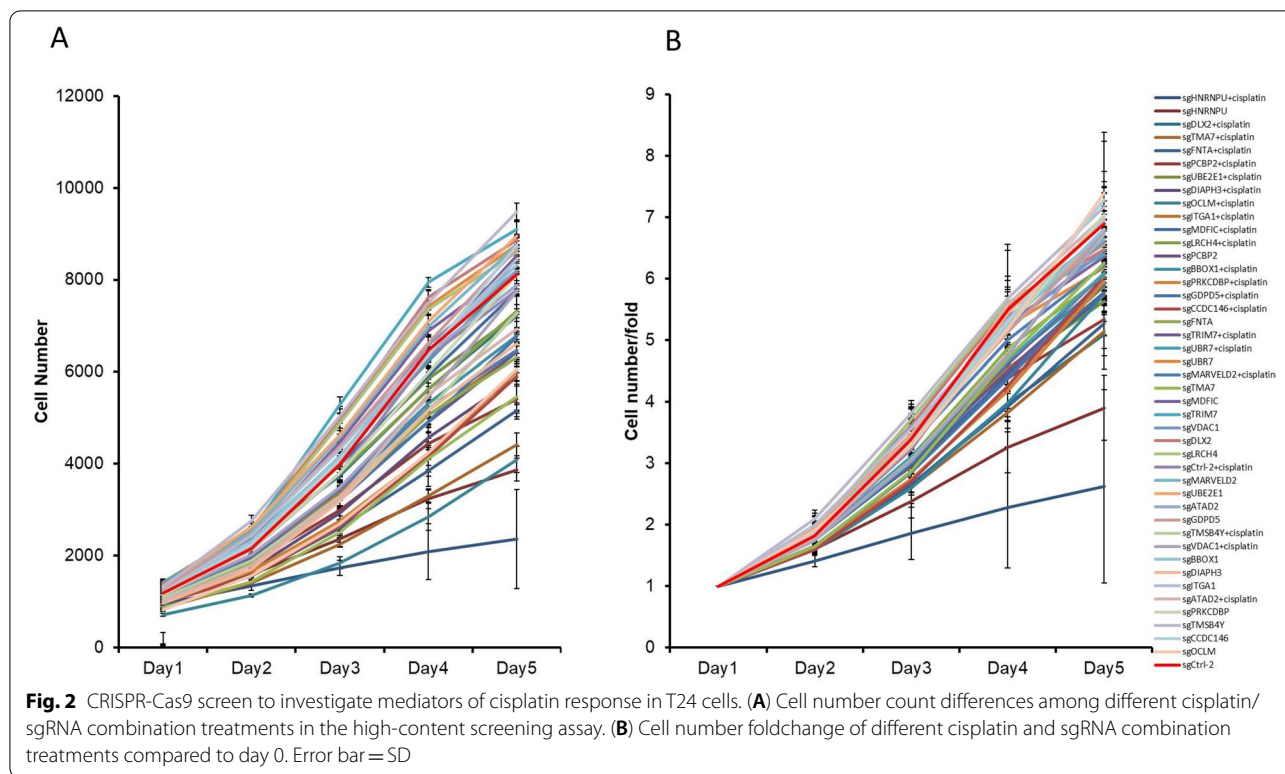 A
B
12000
10000
8000
6000
4000
2000
0
Cell Number
Day1 Day2 Day3 Day4 Day5
9
8
7
6
5
4
3
2
1
0
Cell number/fold
Day1 Day2 Day3 Day4 Day5
sgHNRNPU+cisplatin
sgHNRNPU
sgDLX2+cisplatin
sgTMA7+cisplatin
sgFNTA+cisplatin
sgPCBP2+cisplatin
sgUBE2E1+cisplatin
sgDIAPH3+cisplatin
sgOCLM+cisplatin
sgITGA1+cisplatin
sgMDFIC+cisplatin
sgLRCH4+cisplatin
sgPCBP2
sgBBOX1+cisplatin
sgPRKCDBP+cisplatin
sgGDPD5+cisplatin
sgCCDC146+cisplatin
sgFNTA
sgTRIM7+cisplatin
sgUBR7+cisplatin
sgUBR7
sgMARVELD2+cisplatin
sgTMA7
sgMDFIC
sgTRIM7
sgVDAC1
sgDLX2
sgLRCH4
sgCtrl-2+cisplatin
sgMARVELD2
sgUBE2E1
sgATAD2
sgGDPD5
sgTMSB4Y+cisplatin
sgVDAC1+cisplatin
sgBBOX1
sgDIAPH3
sgITGA1
sgATAD2+cisplatin
sgPRKCDBP
sgTMSB4Y
sgCCDC146
sgOCLM
sgCtrl-2
Fig. 2 CRISPR-Cas9 screen to investigate mediators of cisplatin response in T24 cells. (A) Cell number count differences among different cisplatin/
sgRNA combination treatments in the high-content screening assay. (B) Cell number foldchange of different cisplatin and sgRNA combination
treatments compared to day 0. Error bar = SD